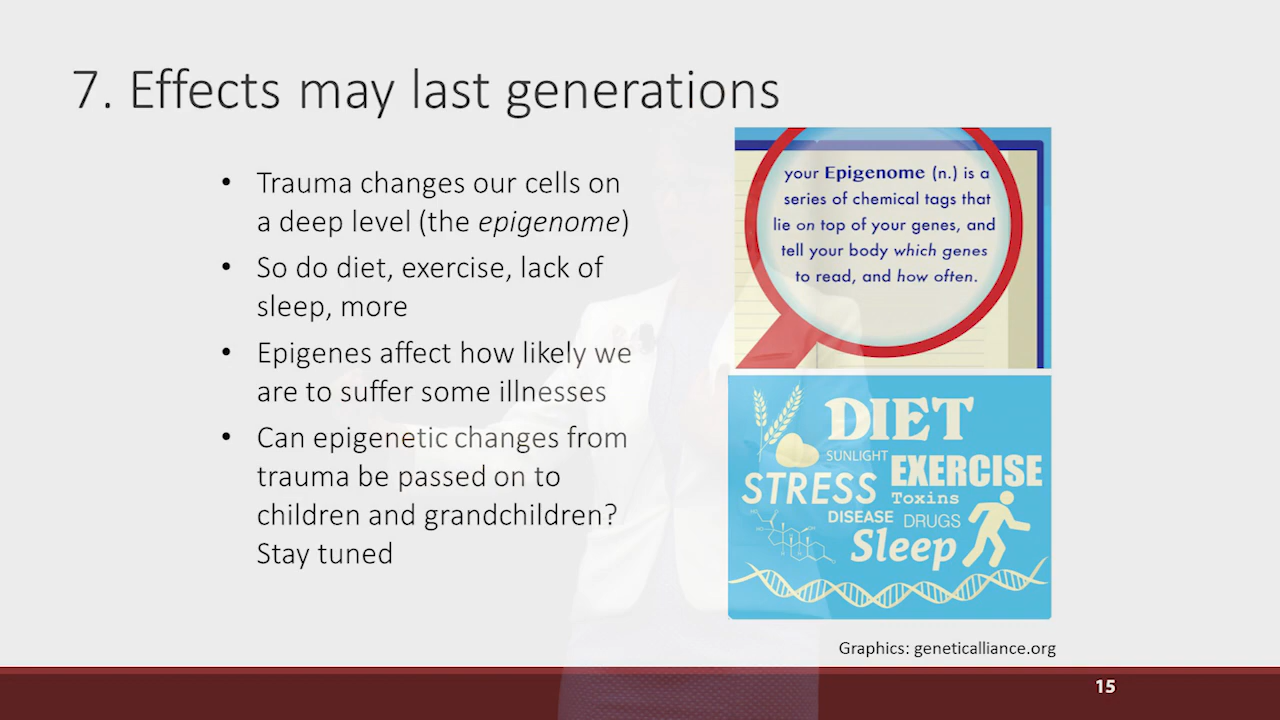 7. Effects may last generations
• Trauma changes our cells on
a deep level (the epigenome)
• So do diet, exercise, lack of
sleep, more
• Epigenes affect how likely we
are to suffer some illnesses
• Can epigenetic changes from
trauma be passed on to
children and grandchildren?
Stay tuned
your Epigenome (n.) is a
series of chemical tags that
lie on top of your genes, and
tell your body which genes
to read, and how often.
DIET
SUNLIGHT
EXERCISE
STRESS
Toxins
DISEASE
DRUGS
Sleep
Graphics: geneticalliance.org
15